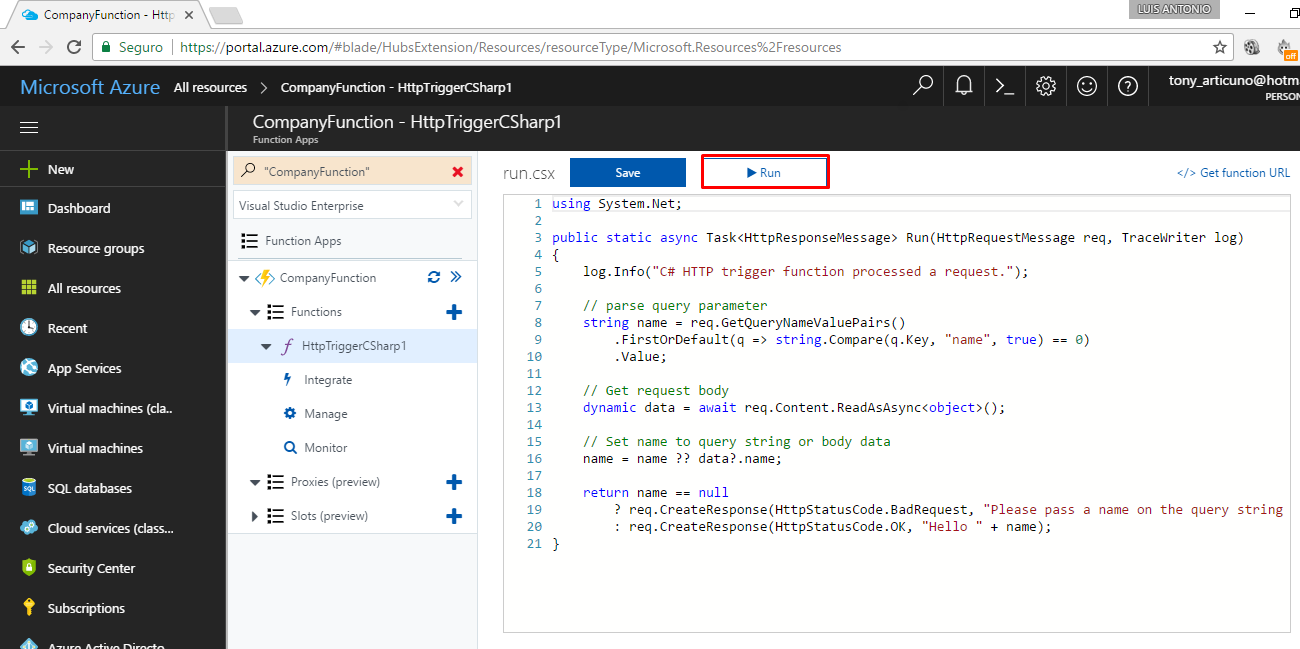 CompanyFunction - Http
LUIS ANTONIO
Seguro
https://portal.azure.com/#blade/HubsExtension/Resources/resourceType/Microsoft.Resources%2Fresources
off
Microsoft Azure All resources > CompanyFunction - HttpTriggerCSharp1
tony_articuno@hotm
PERSON
CompanyFunction - HttpTriggerCSharp1
Function Apps
New
Dashboard
Resource groups
All resources
Recent
App Services
Virtual machines (cla..
Virtual machines
SQL
SQL databases
Cloud services (class...
Security Center
Subscriptions
Azure Active Directo
"CompanyFunction"
Visual Studio Enterprise
Function Apps
CompanyFunction
Functions
HttpTriggerCSharp1
Integrate
Manage
Monitor
Proxies (preview)
Slots (preview)
run.csx Save Run </> Get function URL
1 using System.Net;
2
3 public static async Task<HttpResponseMessage> Run(HttpRequestMessage req, TraceWriter log)
4 {
5     log.Info("C# HTTP trigger function processed a request.");
6
7     // parse query parameter
8     string name = req.GetQueryNameValuePairs()
9         .FirstOrDefault(q => string.Compare(q.Key, "name", true) == 0)
10         .Value;
11
12     // Get request body
13     dynamic data = await req.Content.ReadAsAsync<object>();
14
15     // Set name to query string or body data
16     name = name ?? data?.name;
17
18     return name == null
19         ? req.CreateResponse(HttpStatusCode.BadRequest, "Please pass a name on the query string
20         : req.CreateResponse(HttpStatusCode.OK, "Hello " + name);
21 }